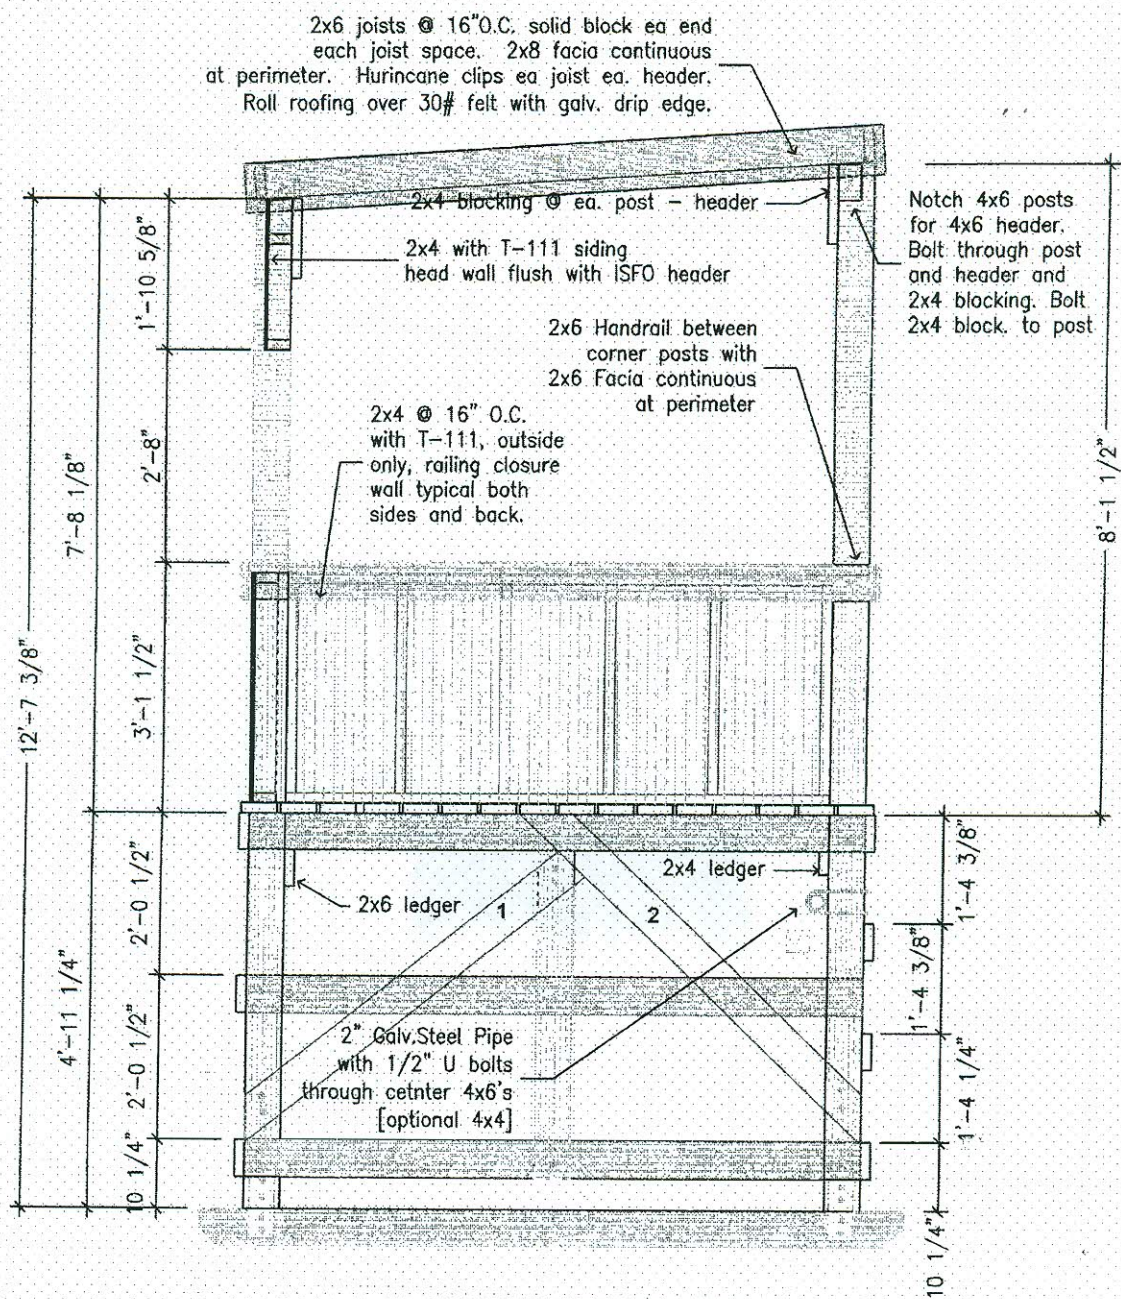 2x6 joists @ 16"O.C. solid block ea end
each joist space. 2x8 facia continuous
at perimeter. Hurincane clips ea joist ea. header.
Roll roofing over 30# felt with galv. drip edge.
2x4 blocking @ ea. post - header
2x4 with T-111 siding
head wall flush with ISFO header
Notch 4x6 posts
for 4x6 header.
Bolt through post
and header and
2x4 blocking. Bolt
2x4 block. to post
2x6 Handrail between
corner posts with
2x6 Facia continuous
at perimeter
2x4 @ 16" O.C.
with T-111, outside
only, railing closure
wall typical both
sides and back.
12'-7 3/8"
7'-8 1/8"
4'-11 1/4"
1'-10 5/8"
2'-8"
3'-1 1/2"
2'-0 1/2"
2'-0 1/2"
10 1/4"
8'-1 1/2"
1'-4 3/8"
1'-4 3/8"
1'-4 1/4"
10 1/4"
2x6 ledger
1
2
2x4 ledger
2" Galv.Steel Pipe
with 1/2" U bolts
through cetnter 4x6's
[optional 4x4]